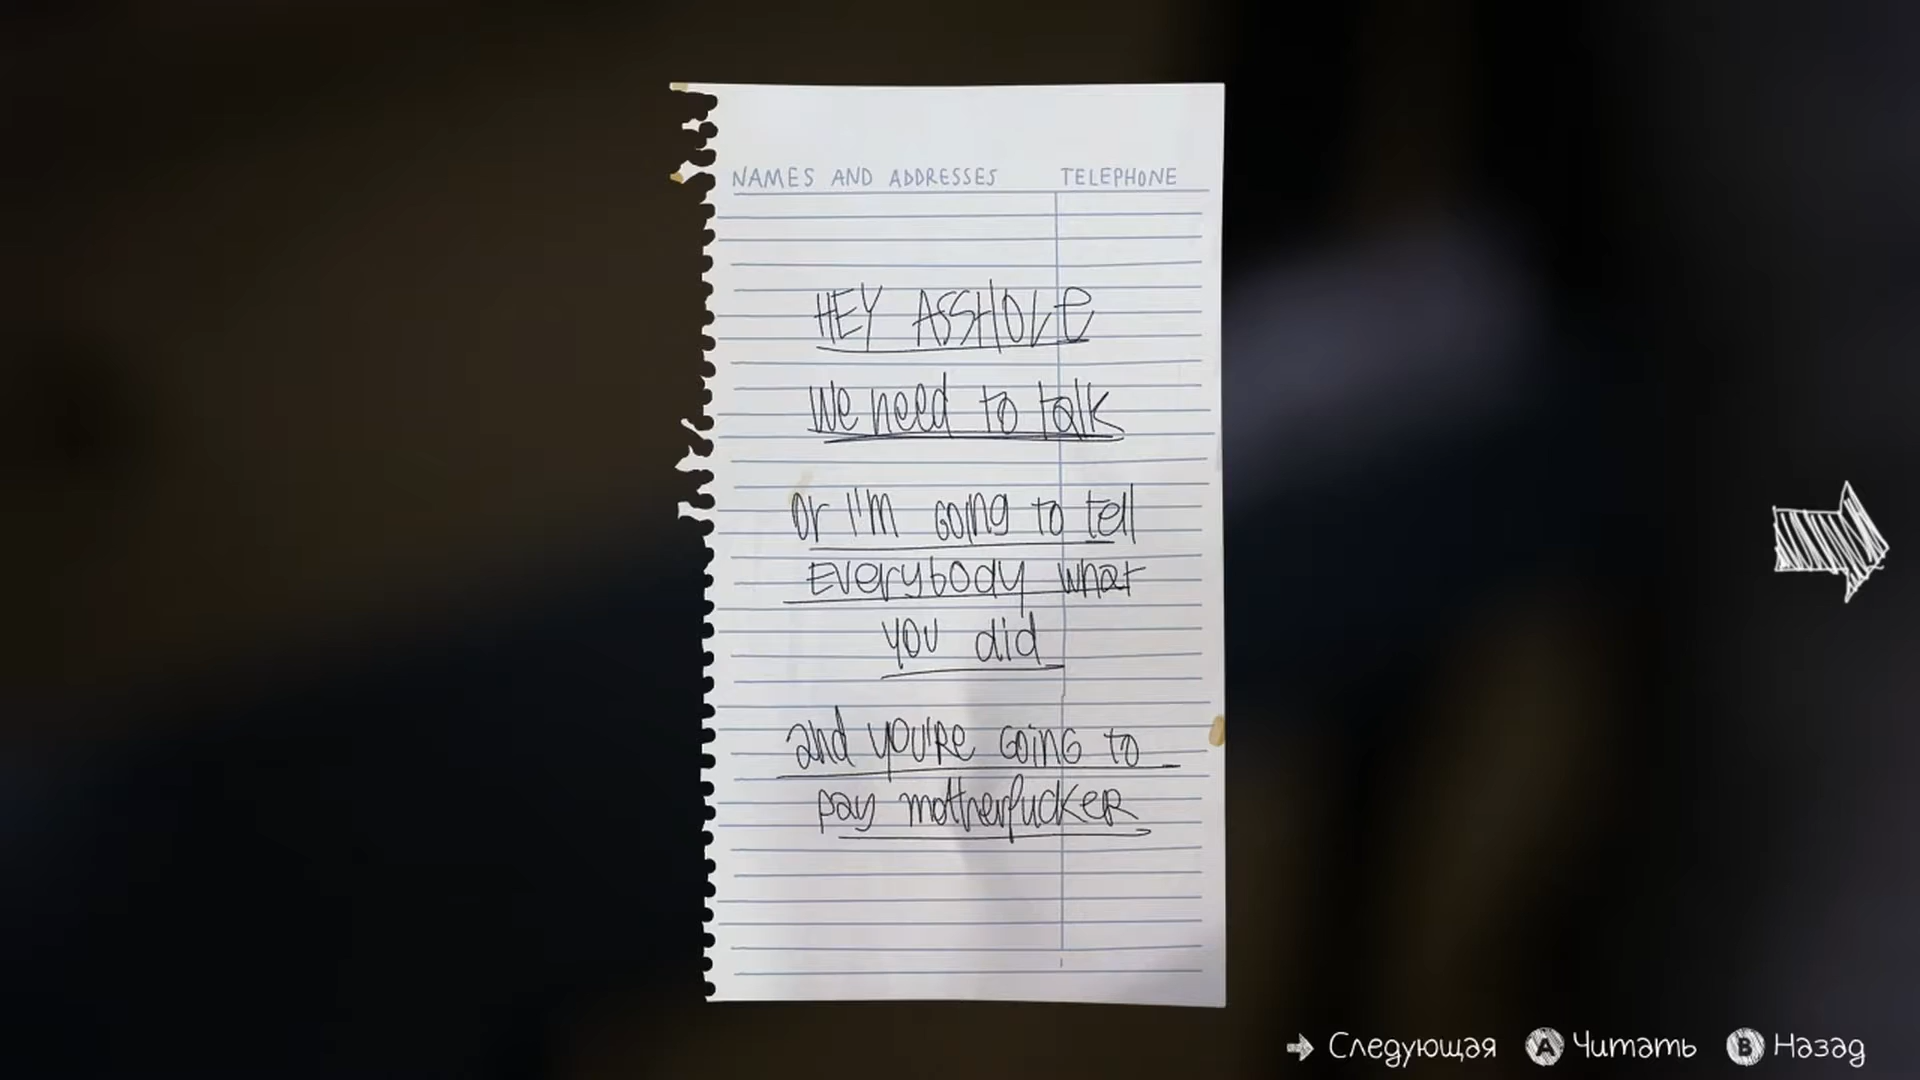 NAMES AND ADDRESSES TELEPHONE
HEY ASSHOLE
We need to talk
Or I'm going to tell
Everybody what
you did
and you're going to
pay motherfucker
Следующая A Читать B Назад